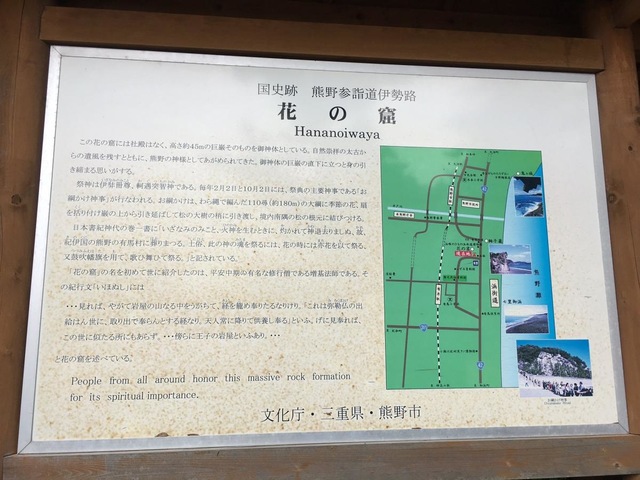 国史跡 熊野参詣道伊勢路
花の窟
Hananoiwaya
この花の窟には社殿はなく、高さ約45mの巨巌そのものを御神体としている。自然崇拝の太古か
らの遺風を残すとともに、熊野の神様としてあがめられてきた。御神体の巨巌の直下に立つと身の引
き締まる思いがする。
祭神は伊弉冊尊、軻遇突智神である。毎年2月2日と10月2日には、祭典の主要神事である「お
綱かけ神事」が行なわれる。お綱かけは、わら縄で編んだ110尋(約180m)の大綱に季節の花、扇
を括り付け巌の上から引き延ばして松の大樹の梢に引き渡し、境内南隅の松の根元に結びつける。
日本書紀神代の巻一書に「いざなみのみこと、火神を生むときに、灼かれて神退去りましぬ、故、
紀伊国の熊野の有馬村に葬りまつる。土俗、此の神の魂を祭るには、花の時には亦花を以て祭る、
又鼓吹幡旗を用て、歌ひ舞ひて祭る。」と記されている。
「花の窟」の名を初めて世に紹介したのは、平安中期の有名な修行僧である増基法師である。そ
の紀行文「いほぬし」には
・・・見れば、やがて岩屋の山なる中をうがちて、経を籠め奉りたるなりけり。「これは弥勒仏の出
給はん世に、取り出で奉らんとする経なり。天人常に降りて供養し奉る」といふ。げに見奉れば、
この世に似たる所にもあらず。・・・傍らに王子の岩屋といふあり、・・・
と花の窟を述べている。
People from all around honor this massive rock formation
for its spiritual importance.
文化庁・三重県・熊野市
熊野灘
浜街道
獅子巌
七里御浜
鬼ヶ城
花の窟
42